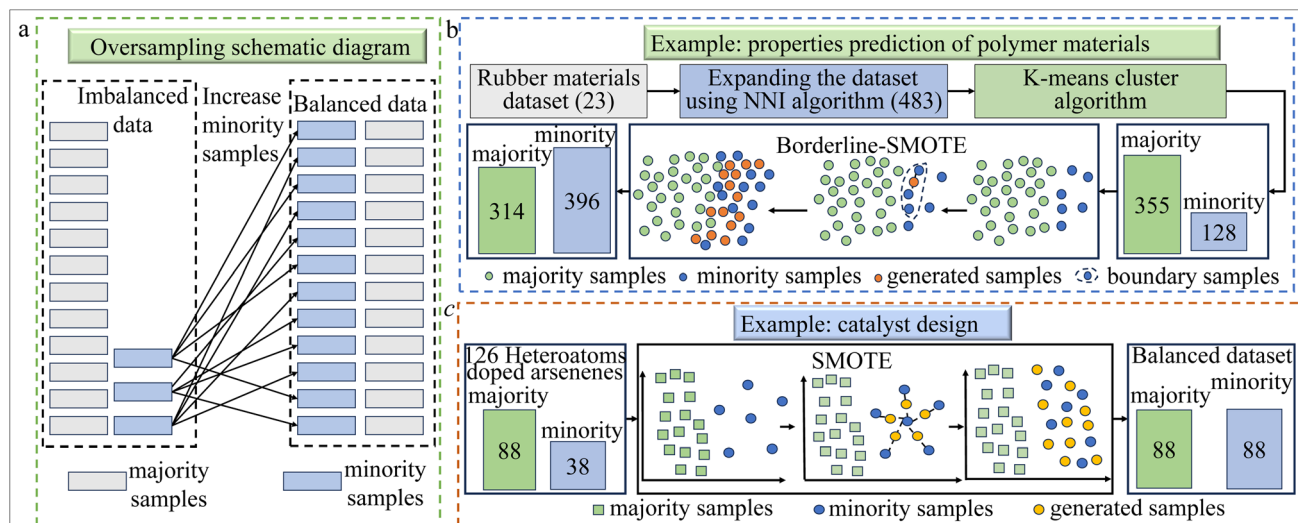 a
Oversampling schematic diagram
Imbalanced
data
Increase
minority
samples
Balanced data
majority
samples
minority
samples
b
Example: properties prediction of polymer materials
Rubber materials
dataset (23)
Expanding the dataset
using NNI algorithm (483)
K-means cluster
algorithm
majority
314
minority
396
Borderline-SMOTE
majority
355
minority
128
majority samples
minority samples
generated samples
boundary samples
c
Example: catalyst design
126 Heteroatoms
doped arsenenes
majority
88
minority
38
SMOTE
Balanced dataset
majority
88
minority
88
majority samples
minority samples
generated samples